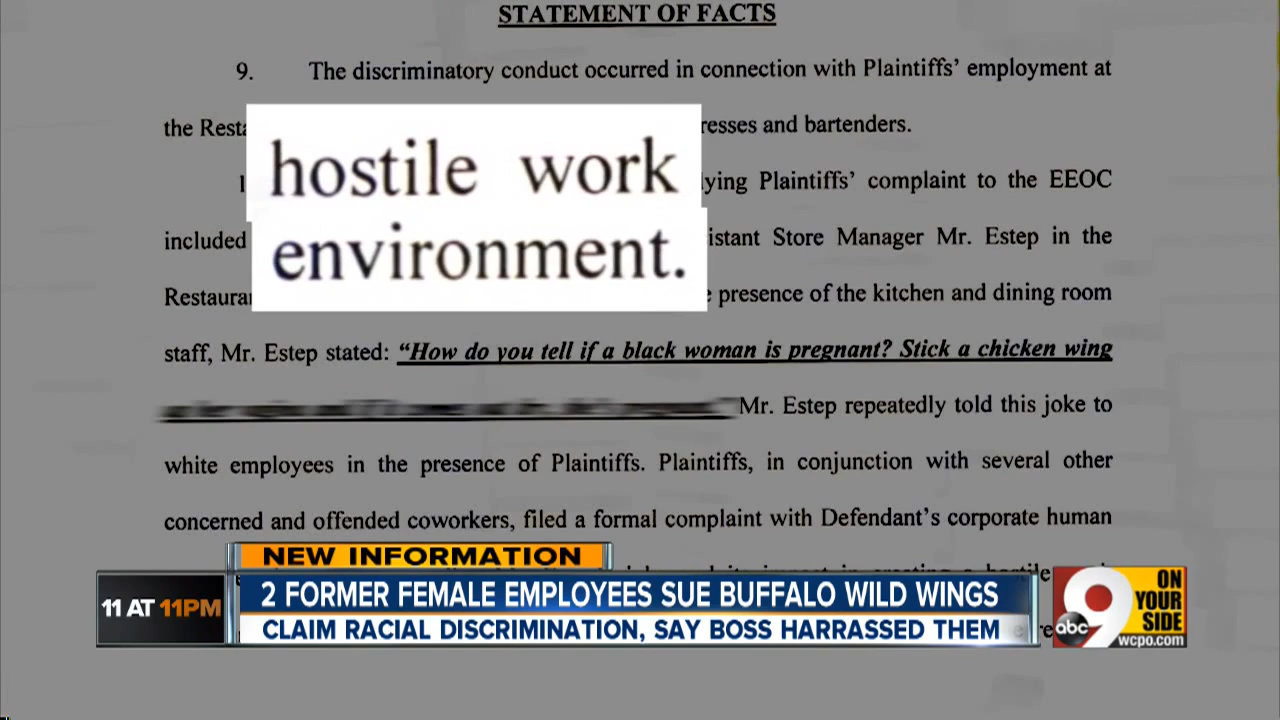 STATEMENT OF FACTS
9. The discriminatory conduct occurred in connection with Plaintiffs' employment at
the resses and bartenders.
hostile work
environment.
lying Plaintiffs' complaint to the EEOC
included istant Store Manager Mr. Estep in the
presence of the kitchen and dining room
staff, Mr. Estep stated: "How do you tell if a black woman is pregnant? Stick a chicken wing
Mr. Estep repeatedly told this joke to
white employees in the presence of Plaintiffs. Plaintiffs, in conjunction with several other
concerned and offended coworkers, filed a formal complaint with Defendant's corporate human
NEW INFORMATION
11 AT 11PM
2 FORMER FEMALE EMPLOYEES SUE BUFFALO WILD WINGS
CLAIM RACIAL DISCRIMINATION, SAY BOSS HARRASSED THEM
abc 9 ON
YOUR
SIDE
wcpo.com